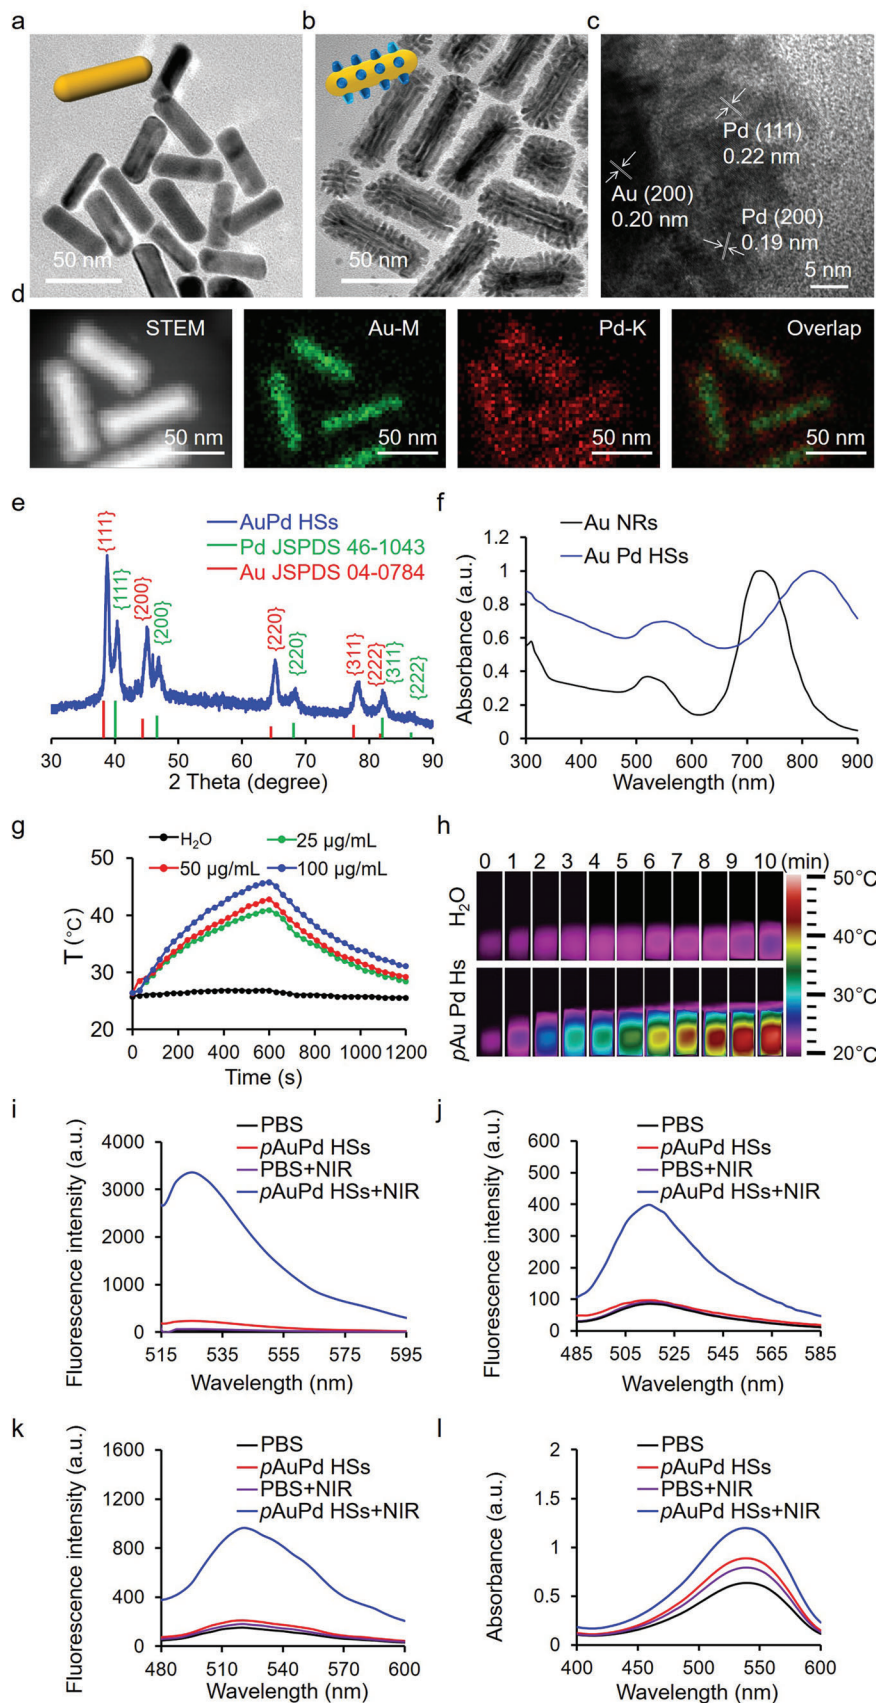 a
b
c
50 nm
50 nm
Pd (111)
0.22 nm
Au (200)
0.20 nm
Pd (200)
0.19 nm
5 nm
d
STEM
50 nm
Au-M
50 nm
Pd-K
50 nm
Overlap
50 nm
e
AuPd HSs
Pd JSPDS 46-1043
Au JSPDS 04-0784
{111}
{111}
{200}
{200}
{220}
{220}
{311}
{222}
{311}
{222}
30 40 50 60 70 80 90
2 Theta (degree)
f
Au NRs
Au Pd HSs
Absorbance (a.u.)
1.2
1
0.8
0.6
0.4
0.2
0
300 400 500 600 700 800 900
Wavelength (nm)
g
H₂O
25 µg/mL
50 µg/mL
100 µg/mL
T (°C)
50
40
30
20
0 200 400 600 800 1000 1200
Time (s)
h
0 1 2 3 4 5 6 7 8 9 10 (min)
H₂O
pAu Pd Hs
50°C
40°C
30°C
20°C
i
PBS
pAuPd HSs
PBS+NIR
pAuPd HSs+NIR
Fluorescence intensity (a.u.)
4000
3000
2000
1000
0
515 535 555 575 595
Wavelength (nm)
j
PBS
pAuPd HSs
PBS+NIR
pAuPd HSs+NIR
Fluorescence intensity (a.u.)
600
500
400
300
200
100
0
485 505 525 545 565 585
Wavelength (nm)
k
PBS
pAuPd HSs
PBS+NIR
pAuPd HSs+NIR
Fluorescence intensity (a.u.)
1600
1200
800
400
0
480 510 540 570 600
Wavelength (nm)
l
PBS
pAuPd HSs
PBS+NIR
pAuPd HSs+NIR
Absorbance (a.u.)
2
1.5
1
0.5
0
400 450 500 550 600
Wavelength (nm)